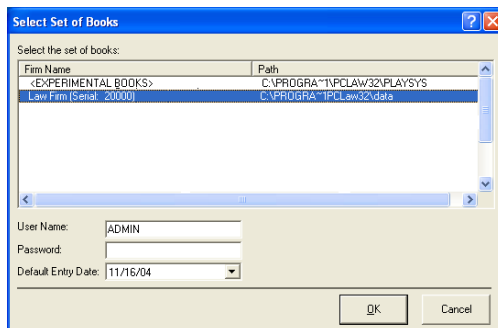 Select Set of Books
Select the set of books:
Firm Name Path
<EXPERIMENTAL BOOKS> C:\PROGRA~1\PCLAW32\PLAYSYS
Law Firm (Serial: 20000) C:\PROGRA~1PCLaw32\data
User Name: ADMIN
Password:
Default Entry Date: 11/16/04
OK Cancel